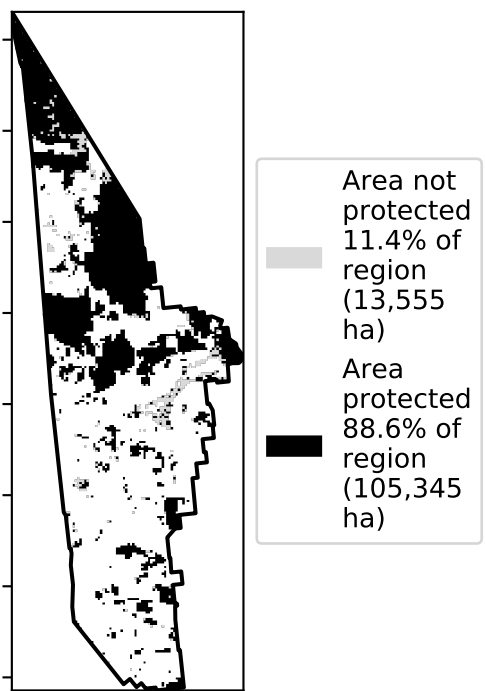 Area not
protected
11.4% of
region
(13,555
ha)
Area
protected
88.6% of
region
(105,345
ha)